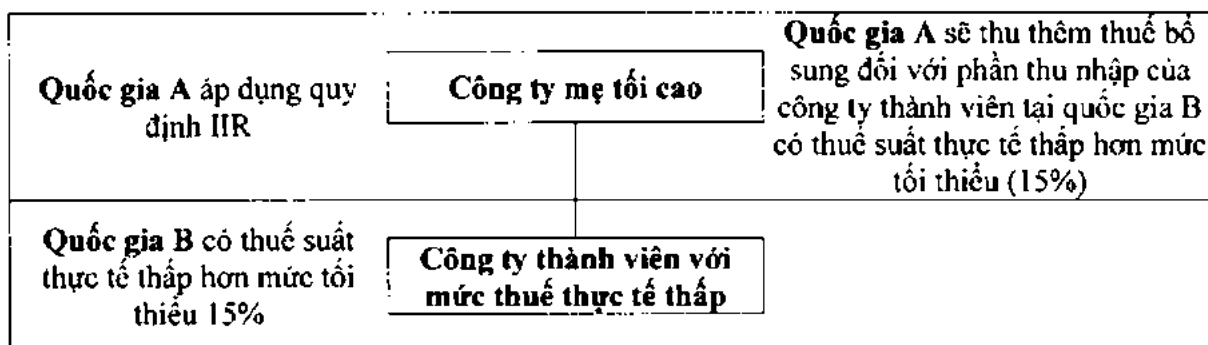 Quốc gia A áp dụng quy
định IIR
Công ty mẹ tối cao
Quốc gia A sẽ thu thêm thuế bổ
sung đối với phần thu nhập của
công ty thành viên tại quốc gia B
có thuế suất thực tế thấp hơn mức
tối thiểu (15%)
Quốc gia B có thuế suất
thực tế thấp hơn mức tối
thiểu 15%
Công ty thành viên với
mức thuế thực tế thấp